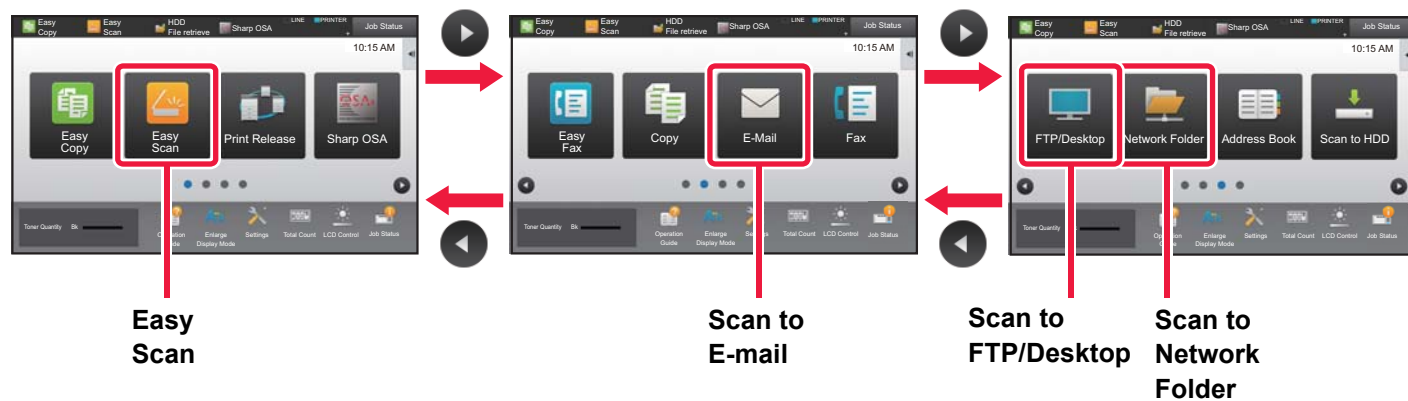 Easy Copy
Easy Scan
HDD File retrieve
Sharp OSA
LINE
PRINTER
Job Status
10:15 AM
Easy
Copy
Easy
Scan
Print Release
Sharp OSA
Toner Quantity Bk
Operation Guide
Enlarge Display Mode
Settings
Total Count
LCD Control
Job Status
Easy
Scan
Easy Copy
Easy Scan
HDD File retrieve
Sharp OSA
LINE
PRINTER
Job Status
10:15 AM
Easy
Fax
Copy
E-Mail
Fax
Toner Quantity Bk
Operation Guide
Enlarge Display Mode
Settings
Total Count
LCD Control
Job Status
Scan to
E-mail
Easy Copy
Easy Scan
HDD File retrieve
Sharp OSA
LINE
PRINTER
Job Status
10:15 AM
FTP/Desktop
Network Folder
Address Book
Scan to HDD
Toner Quantity
Operation Guide
Enlarge Display Mode
Settings
Total Count
LCD Control
Job Status
Scan to
FTP/Desktop
Scan to
Network
Folder